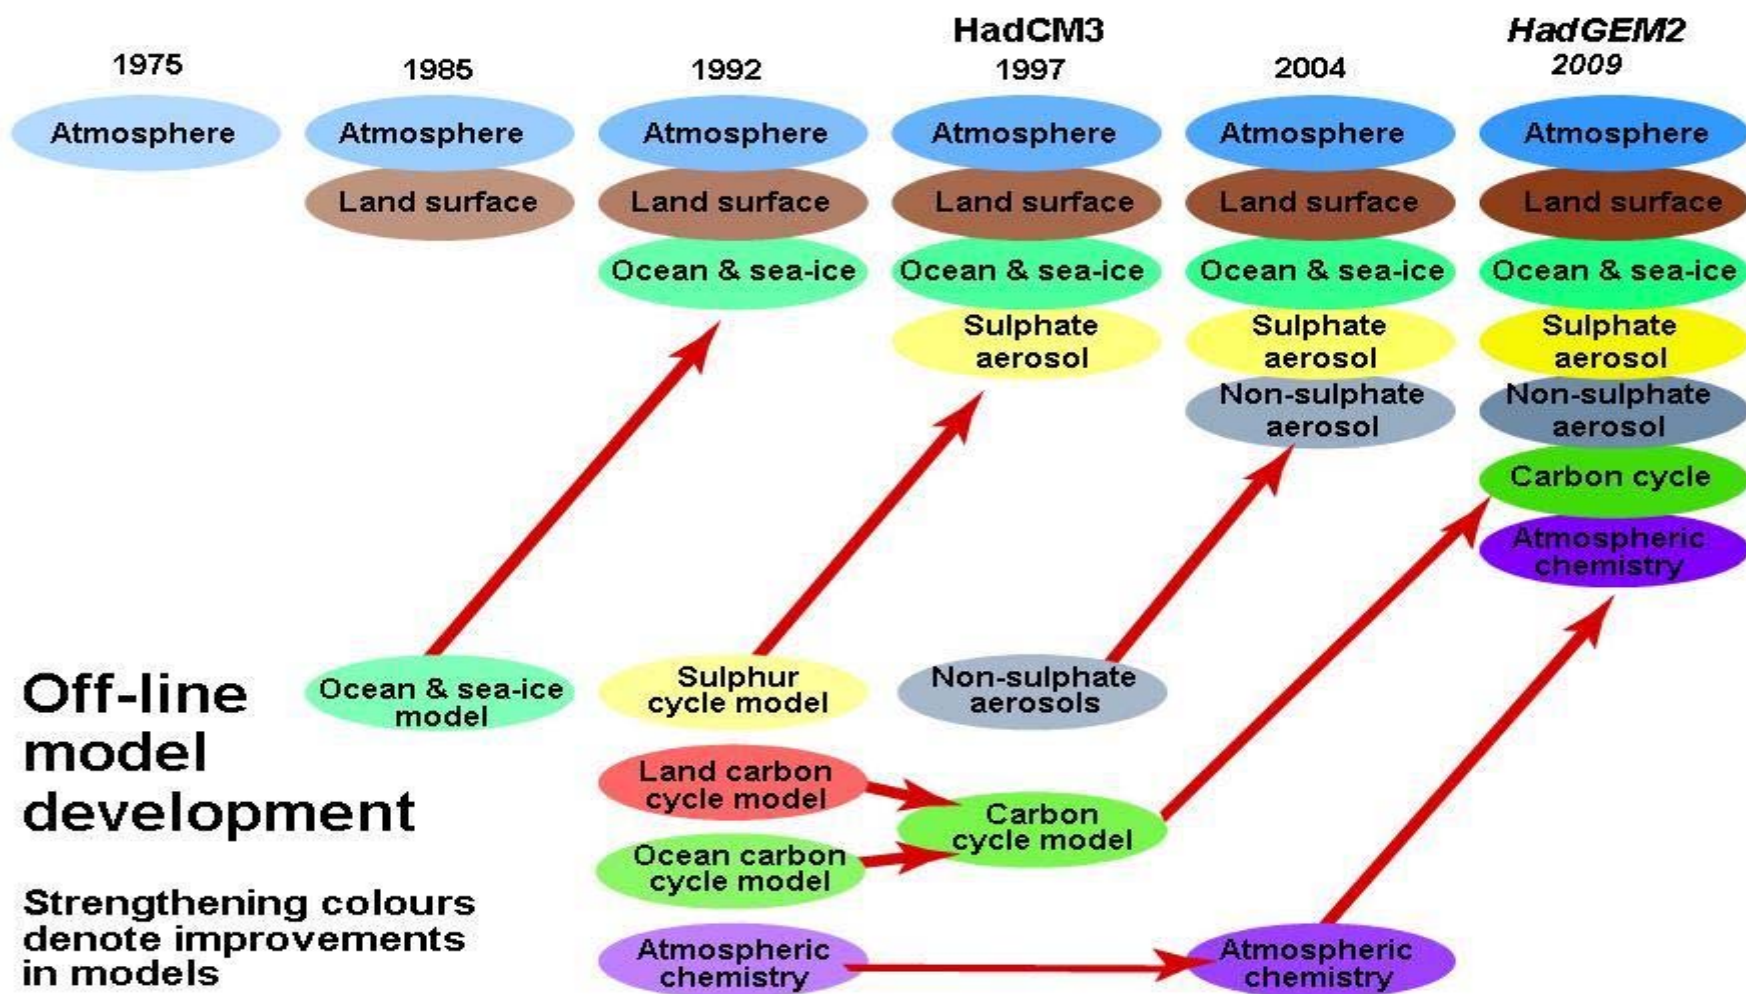 HadCM3
HadGEM2
1975
1985
1992
1997
2004
2009
Atmosphere
Atmosphere
Atmosphere
Atmosphere
Atmosphere
Atmosphere
Land surface
Land surface
Land surface
Land surface
Land surface
Ocean & sea-ice
Ocean & sea-ice
Ocean & sea-ice
Ocean & sea-ice
Sulphate
aerosol
Sulphate
aerosol
Sulphate
aerosol
Non-sulphate
aerosol
Non-sulphate
aerosol
Carbon cycle
Atmospheric
chemistry
Off-line
model
development
Ocean & sea-ice
model
Sulphur
cycle model
Non-sulphate
aerosols
Land carbon
cycle model
Carbon
cycle model
Ocean carbon
cycle model
Strengthening colours
denote improvements
in models
Atmospheric
chemistry
Atmospheric
chemistry